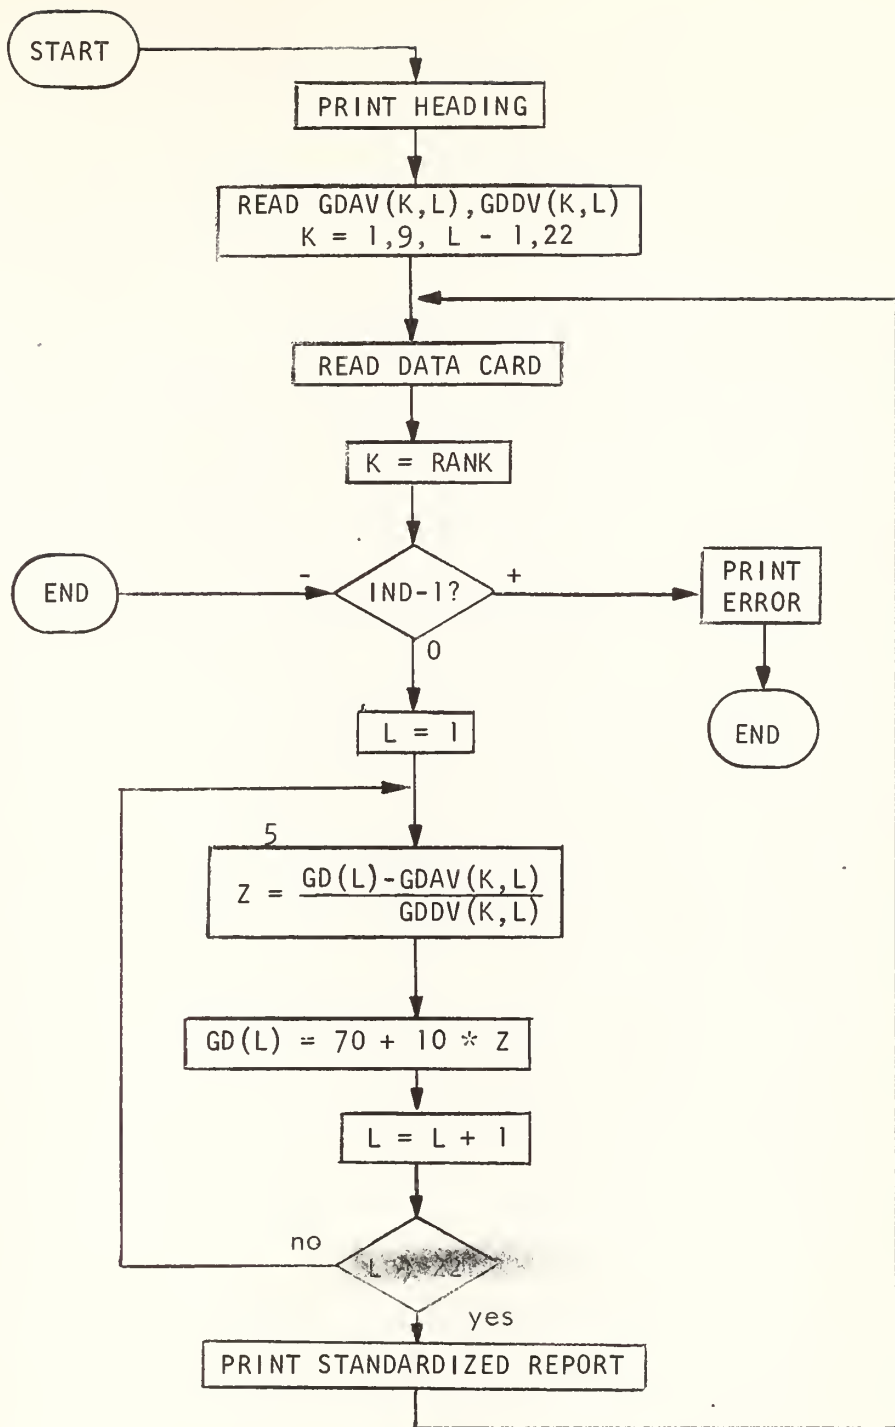 START
PRINT HEADING
READ GDAV(K,L),GDDV(K,L)
K = 1,9, L - 1,22
READ DATA CARD
K = RANK
END
-
IND-1?
+
PRINT
ERROR
0
END
L = 1
5
Z = GD(L)-GDAV(K,L)
GDDV(K,L)
GD(L) = 70 + 10 * Z
L = L + 1
no
L 22
yes
PRINT STANDARDIZED REPORT